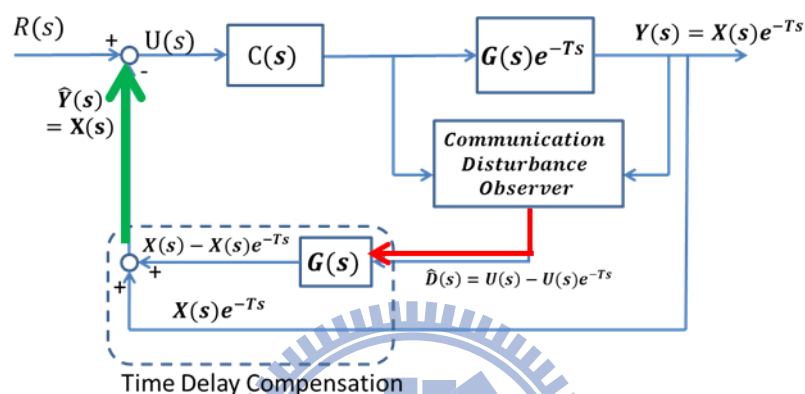 R(s)
+
U(s)
-
C(s)
G(s)e^{-Ts}
Y(s) = X(s)e^{-Ts}
Ŷ(s)
= X(s)
Communication
Disturbance
Observer
X(s) − X(s)e^{-Ts}
G(s)
D̂(s) = U(s) − U(s)e^{-Ts}
+
+
X(s)e^{-Ts}
Time Delay Compensation